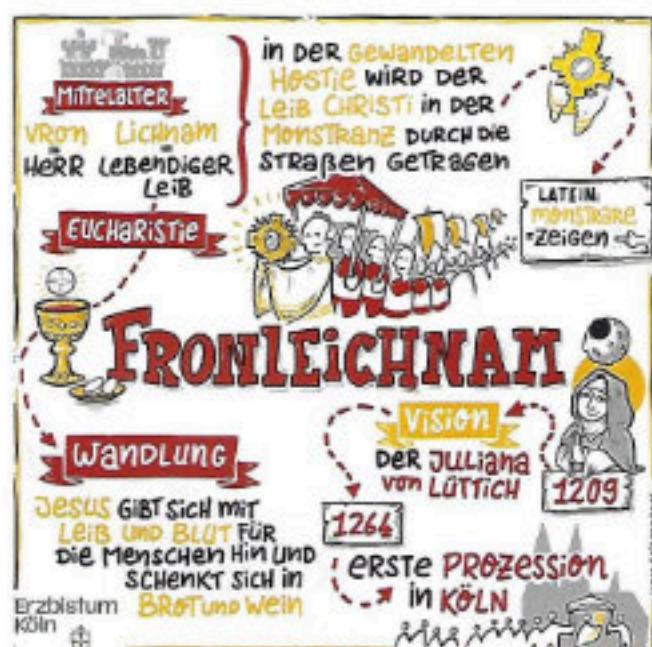 MITTELALTER
VRON LICHNAM
= =
HERR LEBENDIGER
LEIB
IN DER GEWANDELTEN
HOSTIE WIRD DER
LEIB CHRISTI IN DER
MONSTRANZ DURCH DIE
STRAßEN GETRAGEN
LATEIN:
MONSTRARE
=ZEIGEN
EUCHARISTIE
FRONLEICHNAM
WANDLUNG
JESUS GIBT SICH MIT
LEIB UND BLUT FÜR
DIE MENSCHEN HIN UND
SCHENKT SICH IN
BROT UND WEIN
VISION
DER JULIANA
VON LÜTTICH
1209
1264
ERSTE PROZESSION
IN KÖLN
Erzbistum
Köln